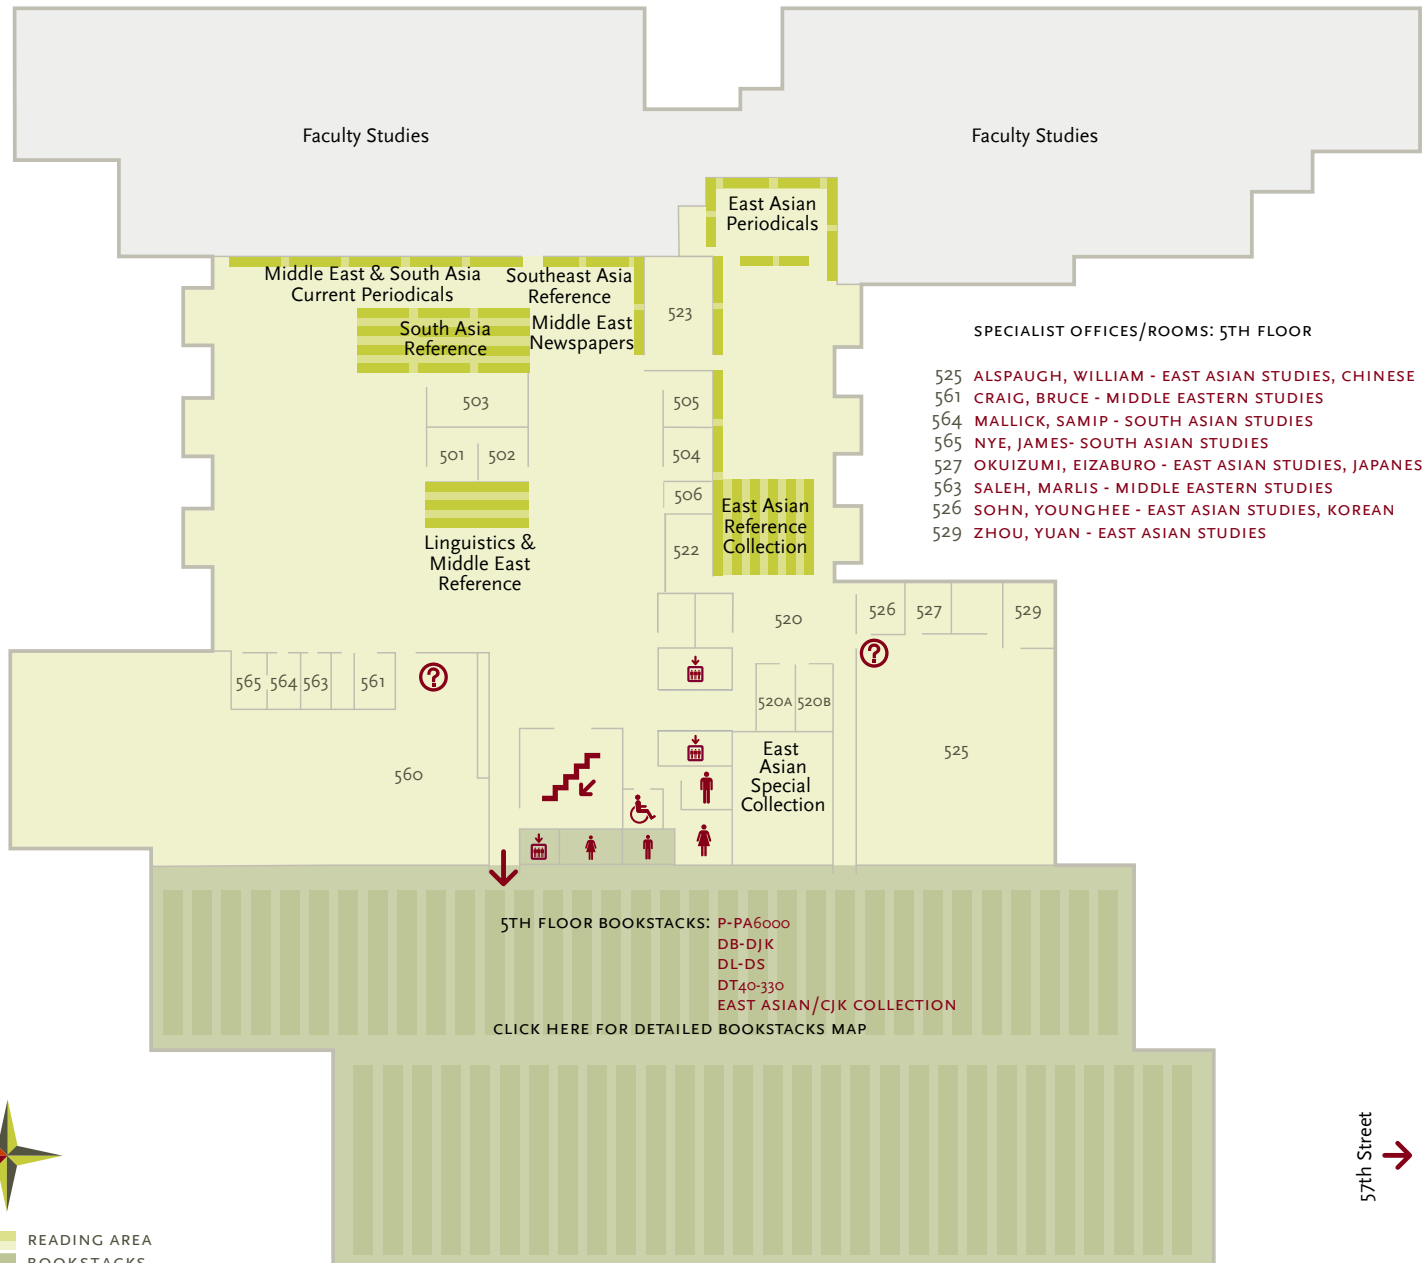 Faculty Studies
Faculty Studies
East Asian
Periodicals
Middle East & South Asia
Current Periodicals
Southeast Asia
Reference
Middle East
Newspapers
South Asia
Reference
523
503
501
502
505
504
506
522
East Asian
Reference
Collection
Linguistics &
Middle East
Reference
SPECIALIST OFFICES/ROOMS: 5TH FLOOR
525 ALSPAUGH, WILLIAM - EAST ASIAN STUDIES, CHINESE
561 CRAIG, BRUCE - MIDDLE EASTERN STUDIES
564 MALLICK, SAMIP - SOUTH ASIAN STUDIES
565 NYE, JAMES- SOUTH ASIAN STUDIES
527 OKUIZUMI, EIZABURO - EAST ASIAN STUDIES, JAPANES
563 SALEH, MARLIS - MIDDLE EASTERN STUDIES
526 SOHN, YOUNGHEE - EAST ASIAN STUDIES, KOREAN
529 ZHOU, YUAN - EAST ASIAN STUDIES
520
526
527
529
?
565
564
563
561
?
520A
520B
560
525
East
Asian
Special
Collection
5TH FLOOR BOOKSTACKS: P-PA6000
DB-DJK
DL-DS
DT40-330
EAST ASIAN/CJK COLLECTION
CLICK HERE FOR DETAILED BOOKSTACKS MAP
57th Street
READING AREA
BOOKSTACKS